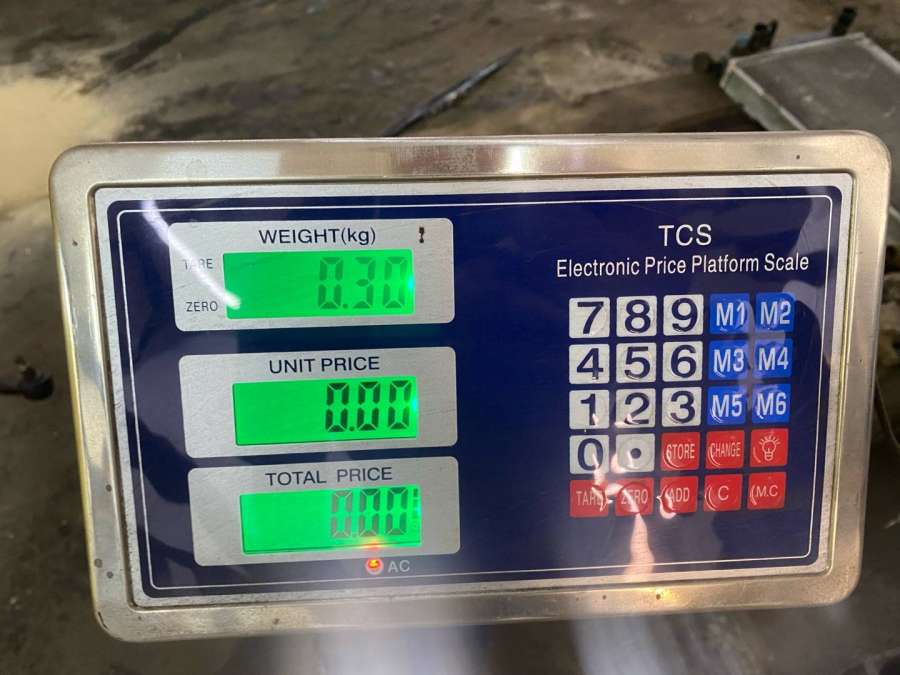 WEIGHT(kg)
TARE
0.30
ZERO
UNIT PRICE
0.00
TOTAL PRICE
0.00
AC
TCS
Electronic Price Platform Scale
7 8 9 M1 M2
4 5 6 M3 M4
1 2 3 M5 M6
0 • STORE CHANGE
TARE ZERO ADD C M.C